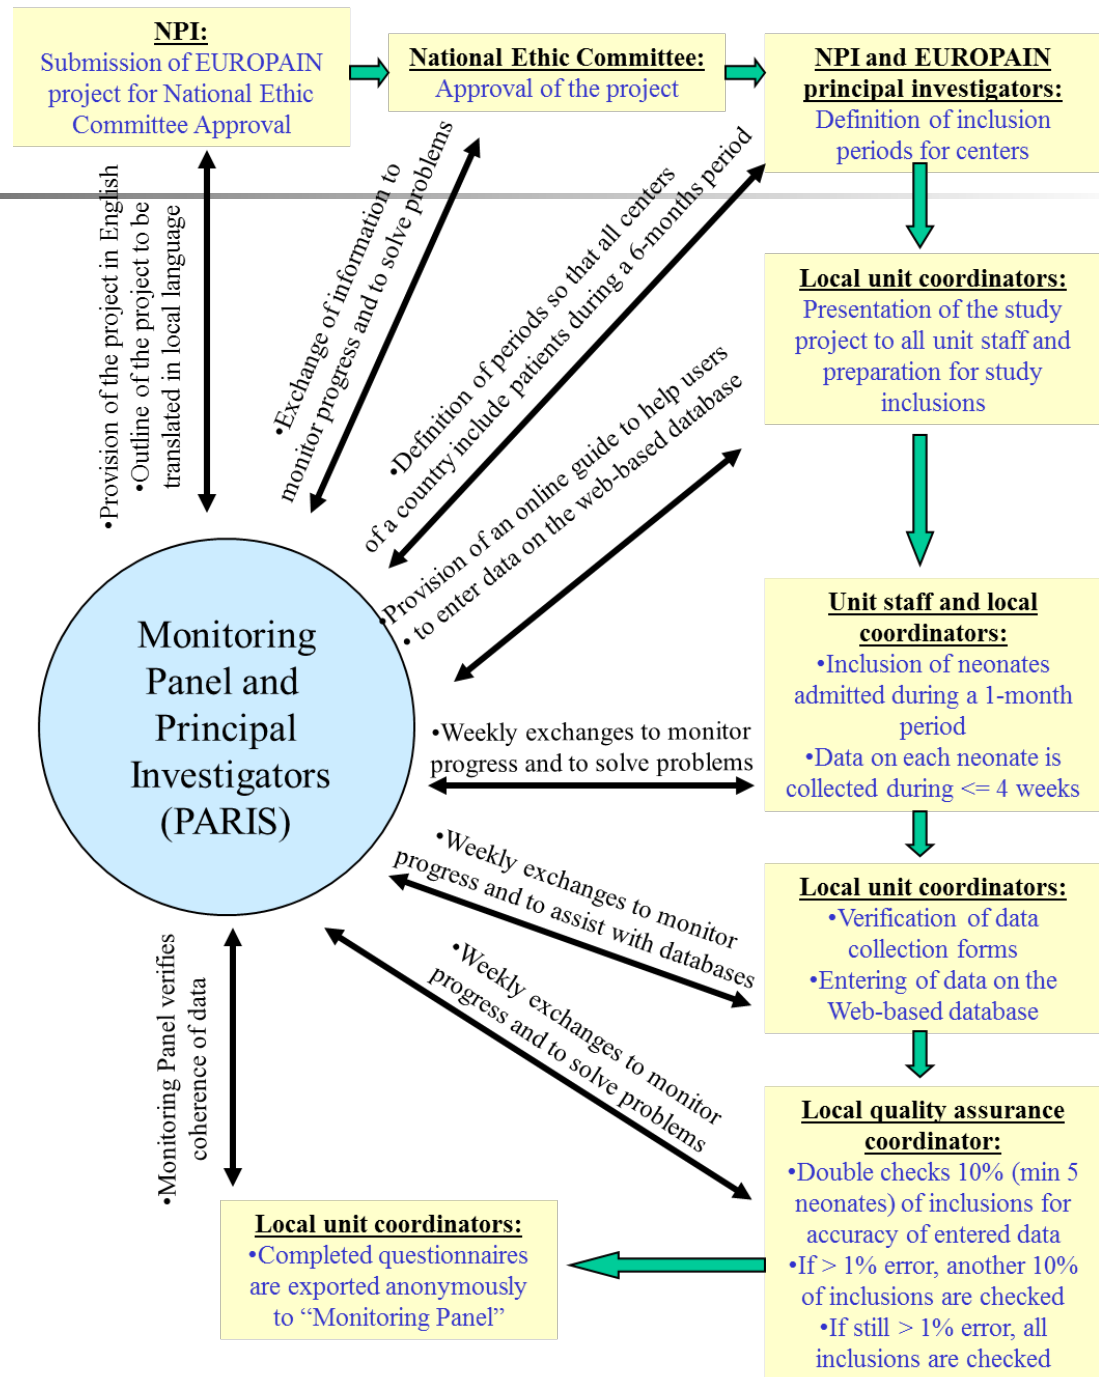 NPI:
Submission of EUROPAIN
project for National Ethic
Committee Approval
National Ethic Committee:
Approval of the project
NPI and EUROPAIN
principal investigators:
Definition of inclusion
periods for centers
•Provision of the project in English
•Outline of the project to be
translated in local language
•Exchange of information to
monitor progress and to solve problems
•Definition of periods so that all centers
of a country include patients during a 6-months period
•Provision of an online guide to help users
• to enter data on the web-based database
Local unit coordinators:
Presentation of the study
project to all unit staff and
preparation for study
inclusions
Monitoring
Panel and
Principal
Investigators
(PARIS)
Unit staff and local
coordinators:
•Inclusion of neonates
admitted during a 1-month
period
•Data on each neonate is
collected during <= 4 weeks
•Weekly exchanges to monitor
progress and to solve problems
•Weekly exchanges to monitor
progress and to assist with databases
Local unit coordinators:
•Verification of data
collection forms
•Entering of data on the
Web-based database
•Weekly exchanges to monitor
progress and to solve problems
•Monitoring Panel verifies
coherence of data
Local quality assurance
coordinator:
•Double checks 10% (min 5
neonates) of inclusions for
accuracy of entered data
•If > 1% error, another 10%
of inclusions are checked
•If still > 1% error, all
inclusions are checked
Local unit coordinators:
•Completed questionnaires
are exported anonymously
to “Monitoring Panel”